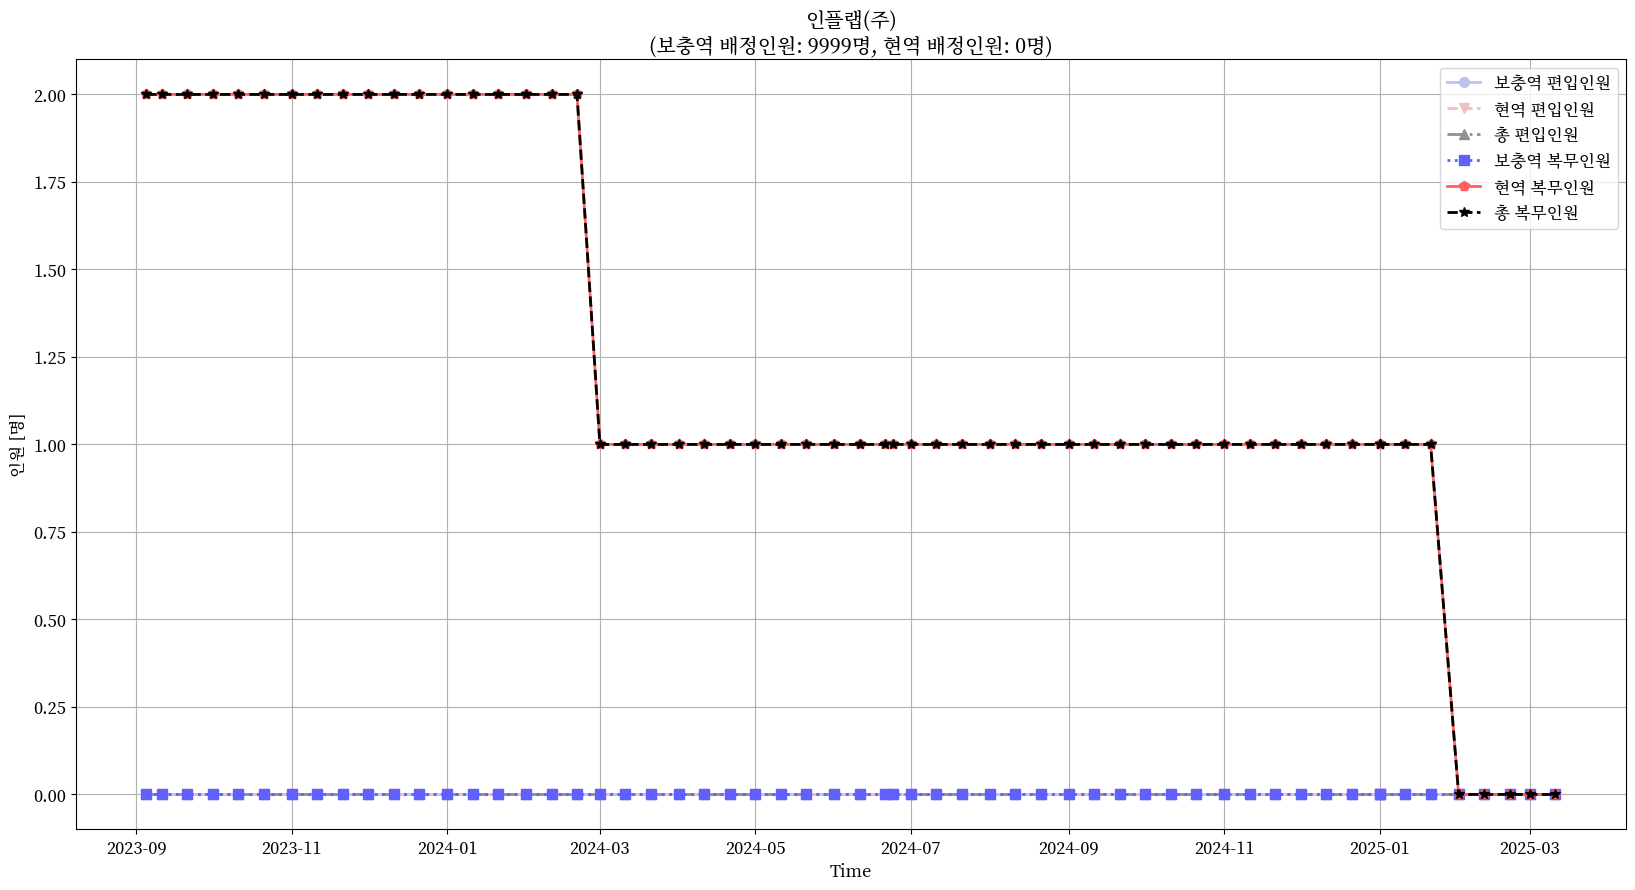 인플랩(주)
(보충역 배정인원: 9999명, 현역 배정인원: 0명)
보충역 편입인원
현역 편입인원
총 편입인원
보충역 복무인원
현역 복무인원
총 복무인원
인원 [명]
2.00
1.75
1.50
1.25
1.00
0.75
0.50
0.25
0.00
2023-09 2023-11 2024-01 2024-03 2024-05 2024-07 2024-09 2024-11 2025-01 2025-03
Time